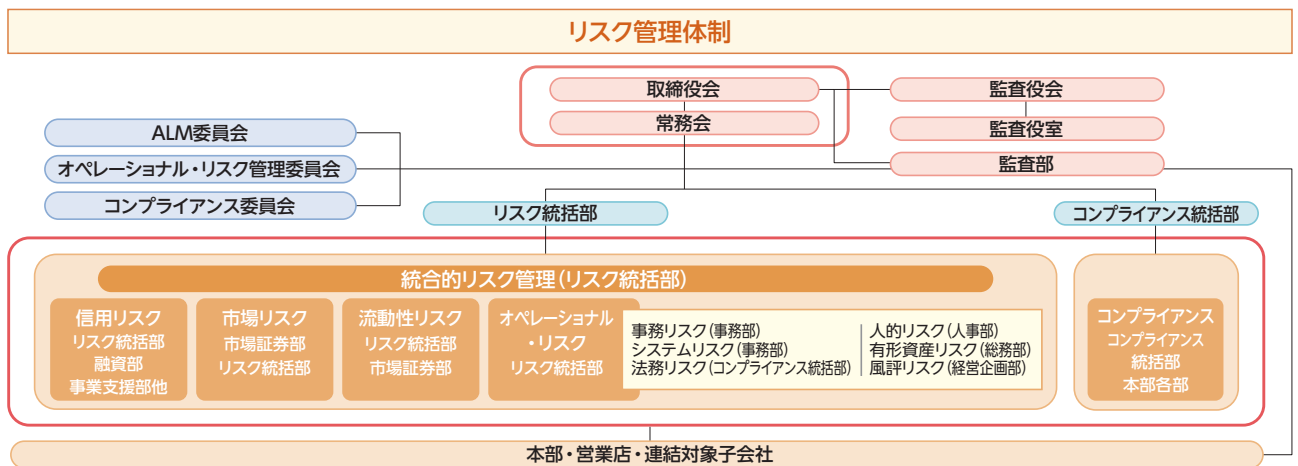 リスク管理体制
取締役会
常務会
監査役会
監査役室
監査部
ALM委員会
オペレーショナル・リスク管理委員会
コンプライアンス委員会
リスク統括部
コンプライアンス統括部
統合的リスク管理(リスク統括部)
信用リスク
リスク統括部
融資部
事業支援部他
市場リスク
市場証券部
リスク統括部
流動性リスク
リスク統括部
市場証券部
オペレーショナル
・リスク
リスク統括部
事務リスク(事務部)
システムリスク(事務部)
法務リスク(コンプライアンス統括部)
人的リスク(人事部)
有形資産リスク(総務部)
風評リスク(経営企画部)
コンプライアンス
コンプライアンス
統括部
本部各部
本部・営業店・連結対象子会社